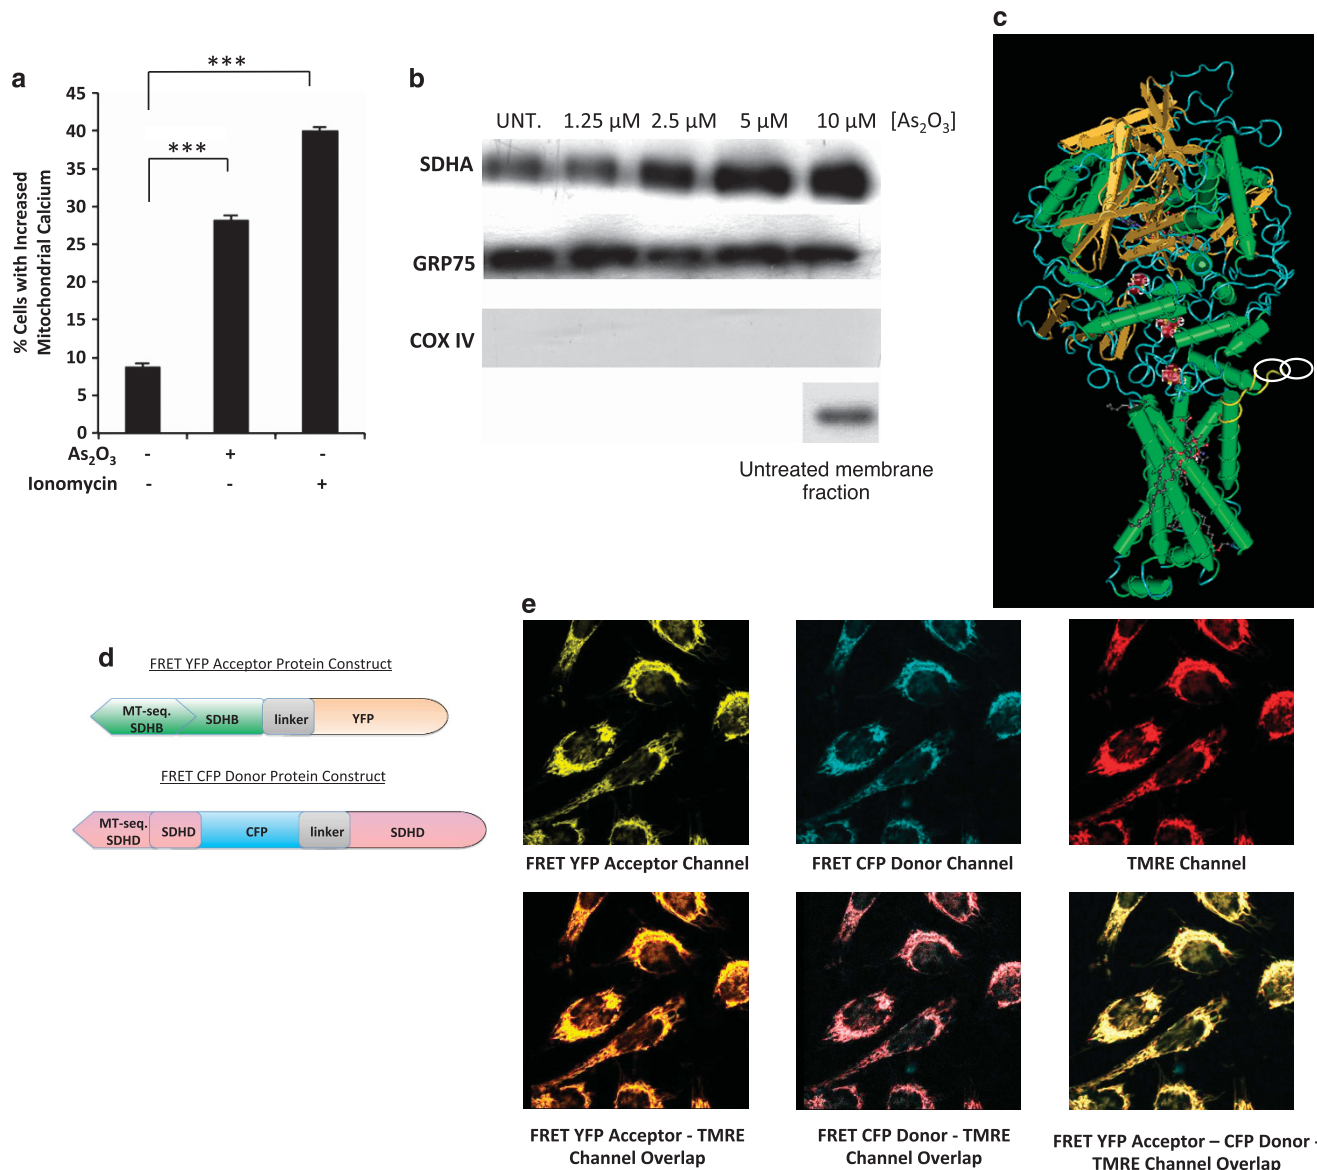 a
***
***
% Cells with Increased
Mitochondrial Calcium
45
40
35
30
25
20
15
10
5
0
As₂O₃ - + -
Ionomycin - - +
b
UNT. 1.25 µM 2.5 µM 5 µM 10 µM [As₂O₃]
SDHA
GRP75
COX IV
Untreated membrane
fraction
c
d
FRET YFP Acceptor Protein Construct
MT-seq.
SDHB
SDHB
linker
YFP
FRET CFP Donor Protein Construct
MT-seq.
SDHD
SDHD
CFP
linker
SDHD
e
FRET YFP Acceptor Channel
FRET CFP Donor Channel
TMRE Channel
FRET YFP Acceptor - TMRE
Channel Overlap
FRET CFP Donor - TMRE
Channel Overlap
FRET YFP Acceptor – CFP Donor -
TMRE Channel Overlap